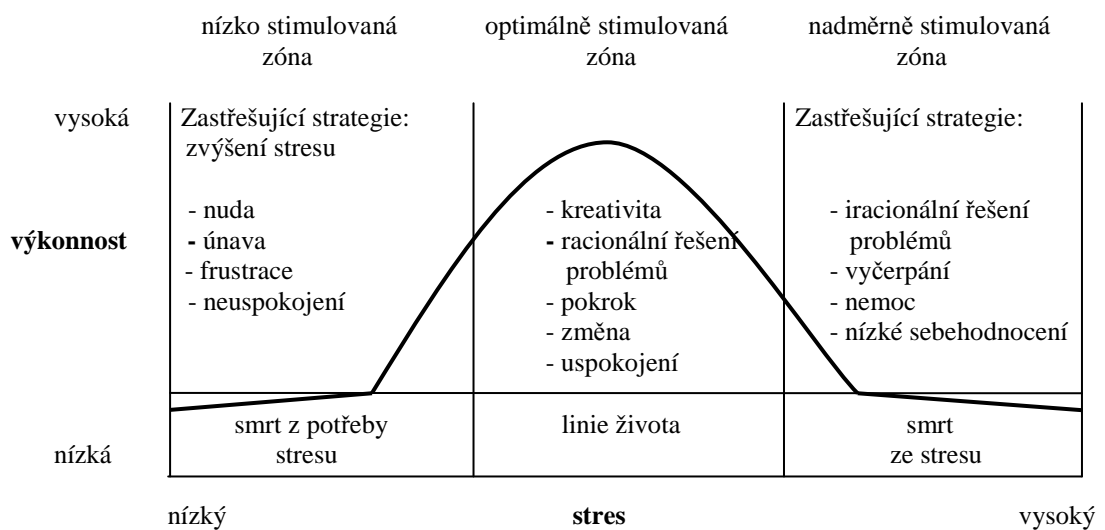 nízko stimulovaná
zóna
optimálně stimulovaná
zóna
nadměrně stimulovaná
zóna
vysoká
výkonnost
nízká
Zastřešující strategie:
zvýšení stresu
- nuda
- únava
- frustrace
- neuspokojení
- kreativita
- racionální řešení
problémů
- pokrok
- změna
- uspokojení
Zastřešující strategie:
- iracionální řešení
problémů
- vyčerpání
- nemoc
- nízké sebehodnocení
smrt z potřeby
stresu
linie života
smrt
ze stresu
nízký
stres
vysoký